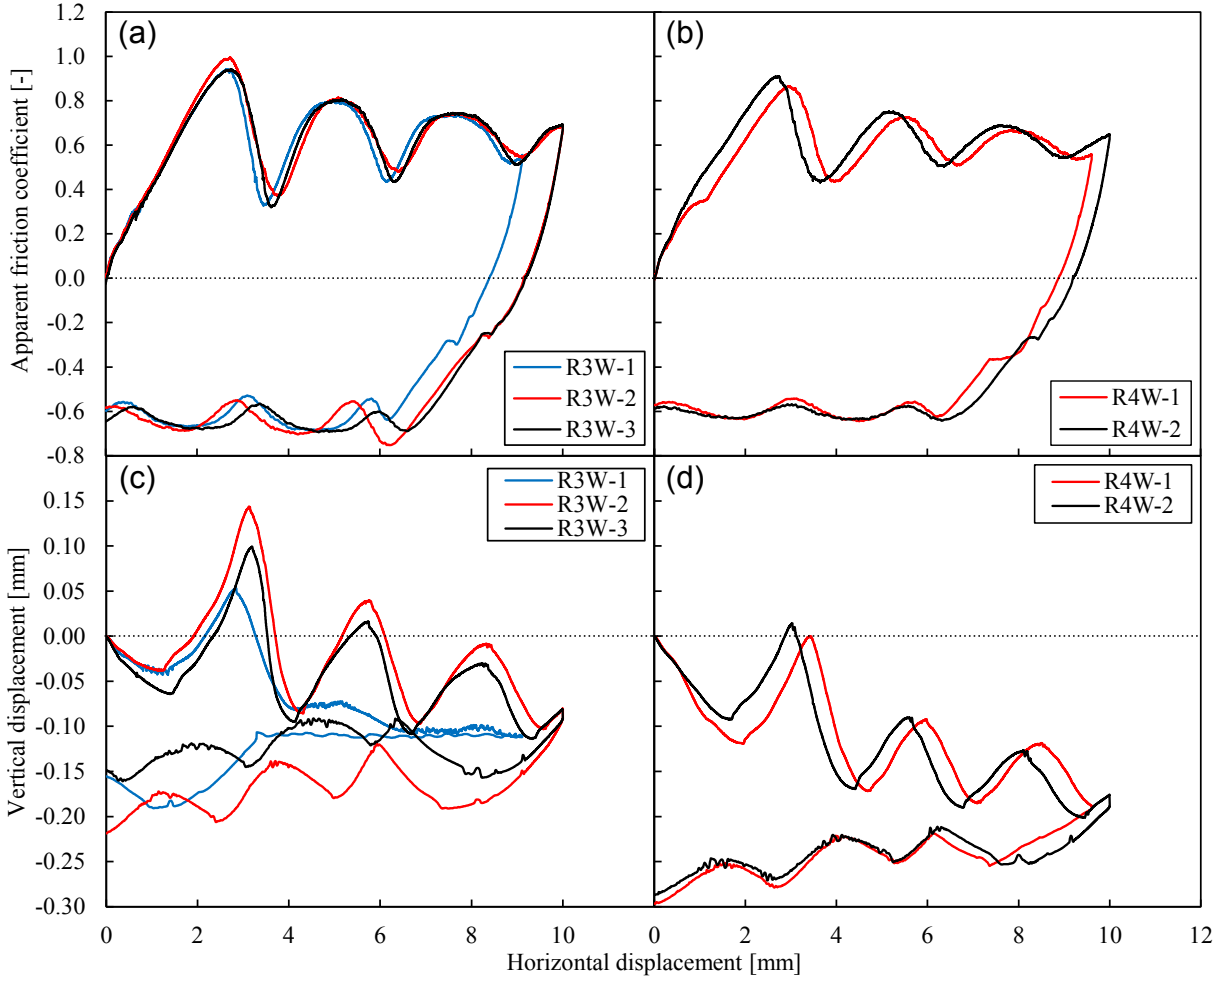 (a)
(b)
1.2
1.0
0.8
0.6
0.4
0.2
0.0
-0.2
-0.4
-0.6
-0.8
Apparent friction coefficient [-]
R3W-1
R3W-2
R3W-3
R4W-1
R4W-2
(c)
(d)
0.15
0.10
0.05
0.00
-0.05
-0.10
-0.15
-0.20
-0.25
-0.30
Vertical displacement [mm]
R3W-1
R3W-2
R3W-3
R4W-1
R4W-2
0 2 4 6 8 10 0 2 4 6 8 10 12
Horizontal displacement [mm]